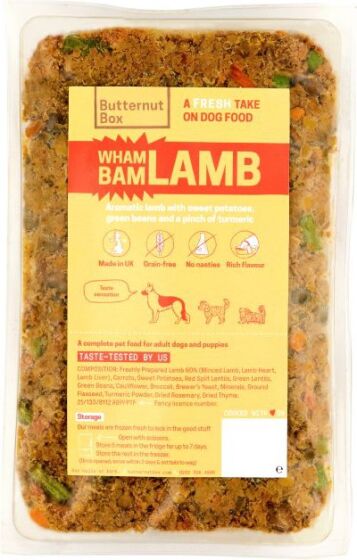 Butternut
Box
A FRESH TAKE
ON DOG FOOD
WHAM
BAM
LAMB
Aromatic lamb with sweet potatoes,
green beans and a pinch of turmeric
Made in UK
Grain-free
No nasties
Rich flavour
Taste
sensation
A complete pet food for adult dogs and puppies
TASTE-TESTED BY US
COMPOSITION: Freshly Prepared Lamb 60% (Minced Lamb, Lamb Heart,
Lamb Liver), Carrots, Sweet Potatoes, Red Split Lentils, Green Lentils,
Green Beans, Cauliflower, Broccoli, Brewer's Yeast, Minerals, Ground
Flaxseed, Turmeric Powder, Dried Rosemary, Dried Thyme.
licence number.
COOKED WITH
Storage
Our meals are frozen fresh to lock in the good stuff
Open with scissors.
Store 5 meals in the fridge for up to 7 days
Store the rest in the freezer.
e